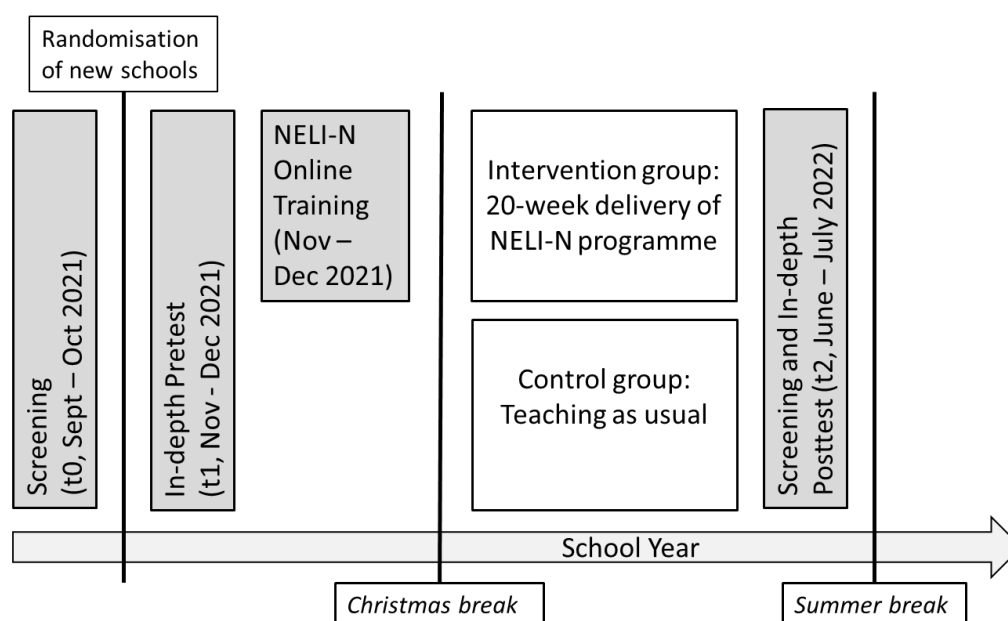 Randomisation
of new schools
Screening
(t0, Sept – Oct 2021)
In-depth Pretest
(t1, Nov - Dec 2021)
NELI-N
Online
Training
(Nov –
Dec 2021)
Intervention group:
20-week delivery of
NELI-N programme
Control group:
Teaching as usual
Screening and In-depth
Posttest (t2, June – July 2022)
School Year
Christmas break
Summer break